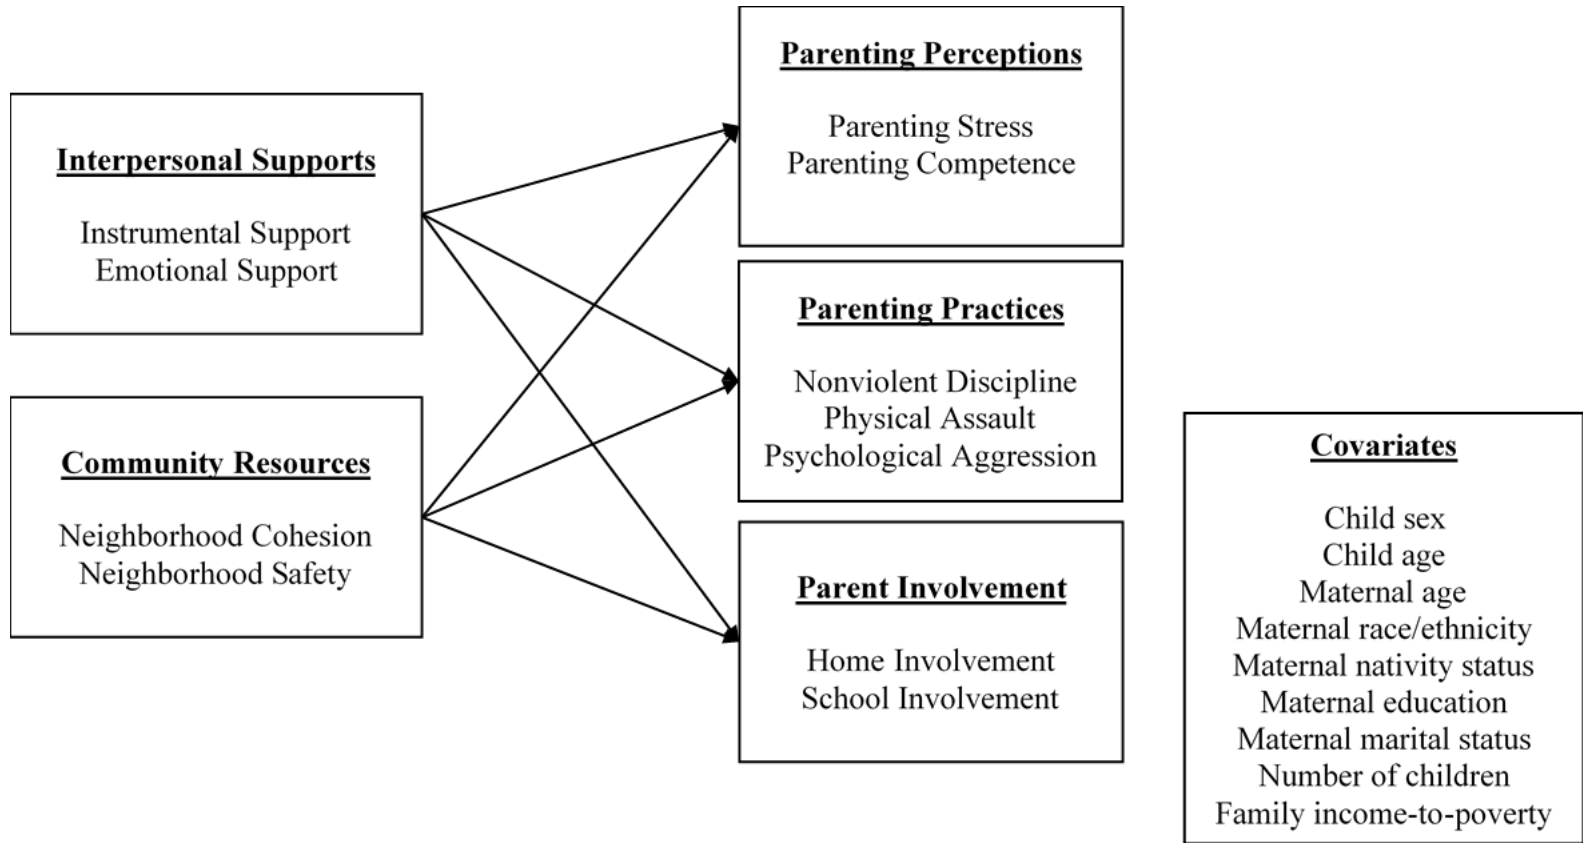 Interpersonal Supports
Instrumental Support
Emotional Support
Community Resources
Neighborhood Cohesion
Neighborhood Safety
Parenting Perceptions
Parenting Stress
Parenting Competence
Parenting Practices
Nonviolent Discipline
Physical Assault
Psychological Aggression
Parent Involvement
Home Involvement
School Involvement
Covariates
Child sex
Child age
Maternal age
Maternal race/ethnicity
Maternal nativity status
Maternal education
Maternal marital status
Number of children
Family income-to-poverty